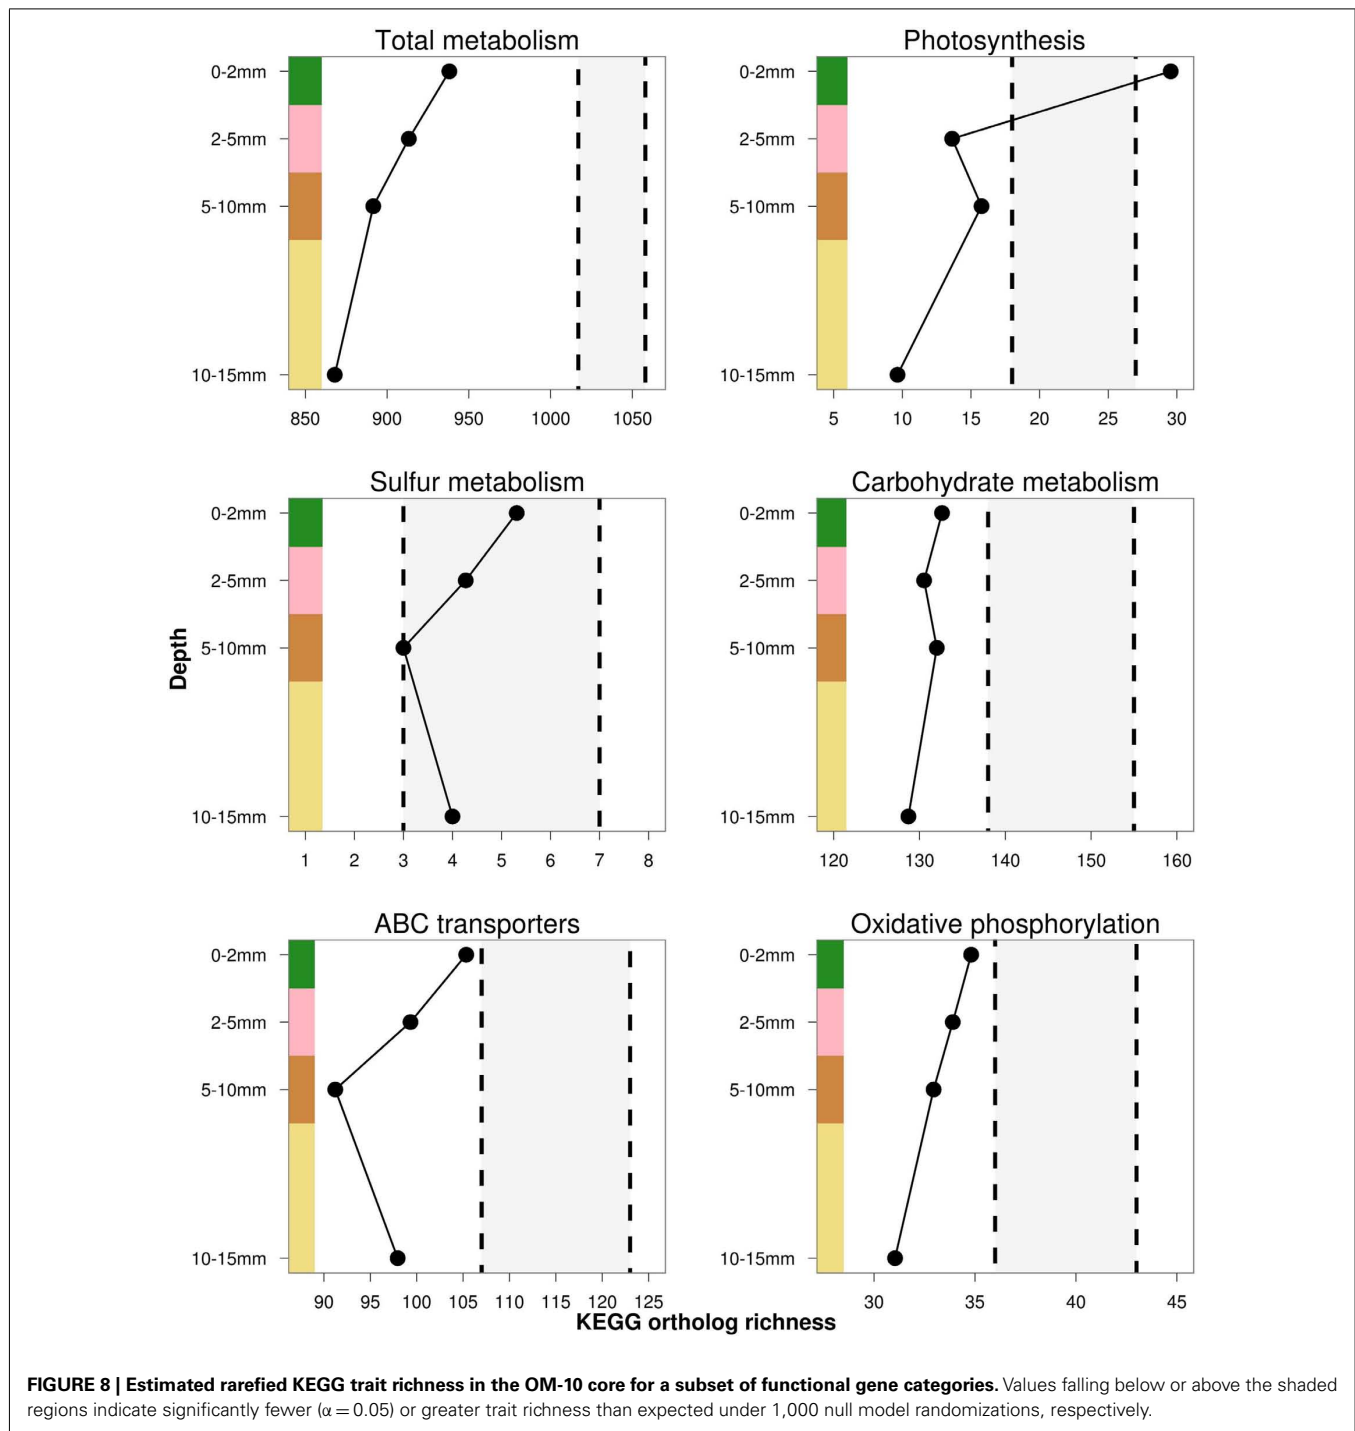 Total metabolism
0-2mm
2-5mm
5-10mm
10-15mm
850 900 950 1000 1050
Photosynthesis
0-2mm
2-5mm
5-10mm
10-15mm
5 10 15 20 25 30
Sulfur metabolism
0-2mm
2-5mm
5-10mm
10-15mm
1 2 3 4 5 6 7 8
Carbohydrate metabolism
0-2mm
2-5mm
5-10mm
10-15mm
120 130 140 150 160
Depth
ABC transporters
0-2mm
2-5mm
5-10mm
10-15mm
90 95 100 105 110 115 120 125
Oxidative phosphorylation
0-2mm
2-5mm
5-10mm
10-15mm
30 35 40 45
KEGG ortholog richness
FIGURE 8 | Estimated rarefied KEGG trait richness in the OM-10 core for a subset of functional gene categories. Values falling below or above the shaded
regions indicate significantly fewer (α = 0.05) or greater trait richness than expected under 1,000 null model randomizations, respectively.